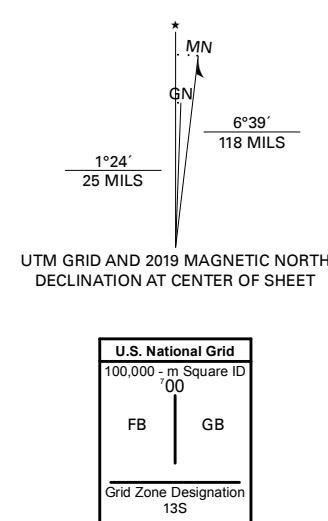 ★
MN
GN
6°39´
118 MILS
1°24´
25 MILS
UTM GRID AND 2019 MAGNETIC NORTH
DECLINATION AT CENTER OF SHEET
U.S. National Grid
100,000 - m Square ID
⁷00
FB GB
Grid Zone Designation
13S